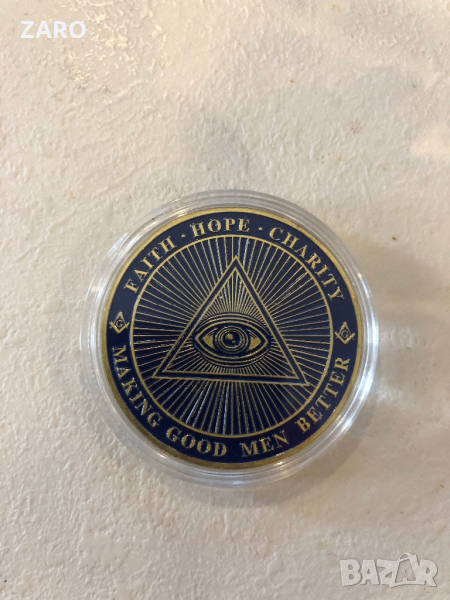 ZARO
FAITH · HOPE · CHARITY
G G
MAKING GOOD MEN BETTER
BAZAR